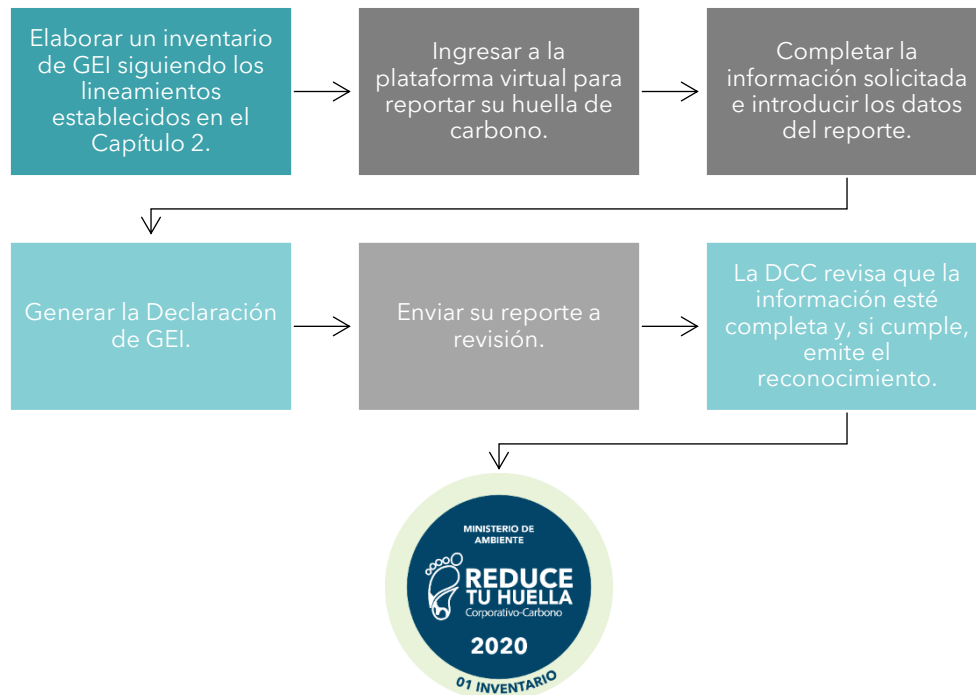 Elaborar un inventario
de GEI siguiendo los
lineamientos
establecidos en el
Capítulo 2.
Ingresar a la
plataforma virtual para
reportar su huella de
carbono.
Completar la
información solicitada
e introducir los datos
del reporte.
Generar la Declaración
de GEI.
Enviar su reporte a
revisión.
La DCC revisa que la
información esté
completa y, si cumple,
emite el
reconocimiento.
MINISTERIO DE
AMBIENTE
REDUCE
TU HUELLA
Corporativo-Carbono
2020
01 INVENTARIO